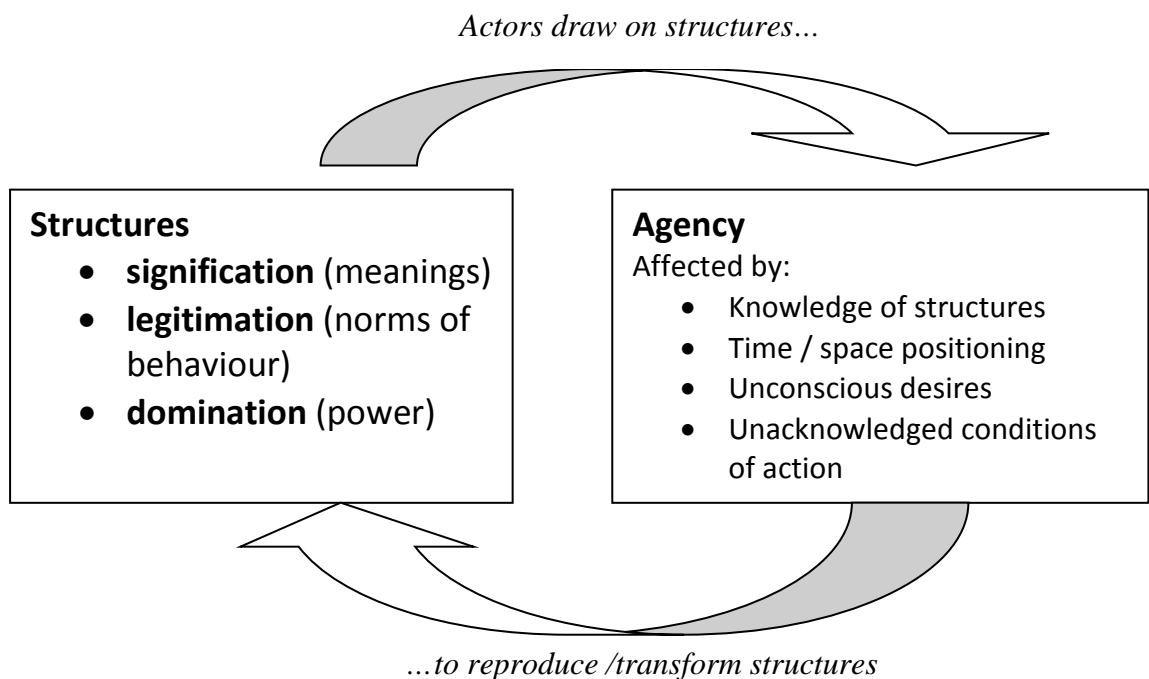 Actors draw on structures…
Structures
• signification (meanings)
• legitimation (norms of
behaviour)
• domination (power)
Agency
Affected by:
• Knowledge of structures
• Time / space positioning
• Unconscious desires
• Unacknowledged conditions
of action
…to reproduce /transform structures